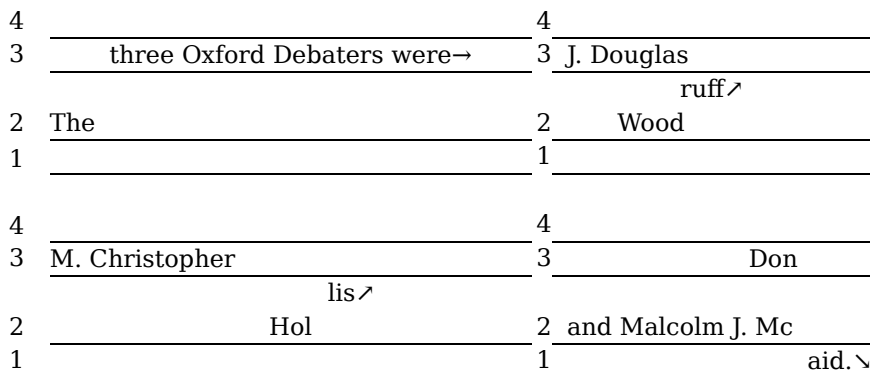 4 4
3 three Oxford Debaters were→ 3 J. Douglas
ruff↗
2 The 2 Wood
1 1
4 4
3 M. Christopher 3 Don
lis↗
2 Hol 2 and Malcolm J. Mc
1 1 aid.↘